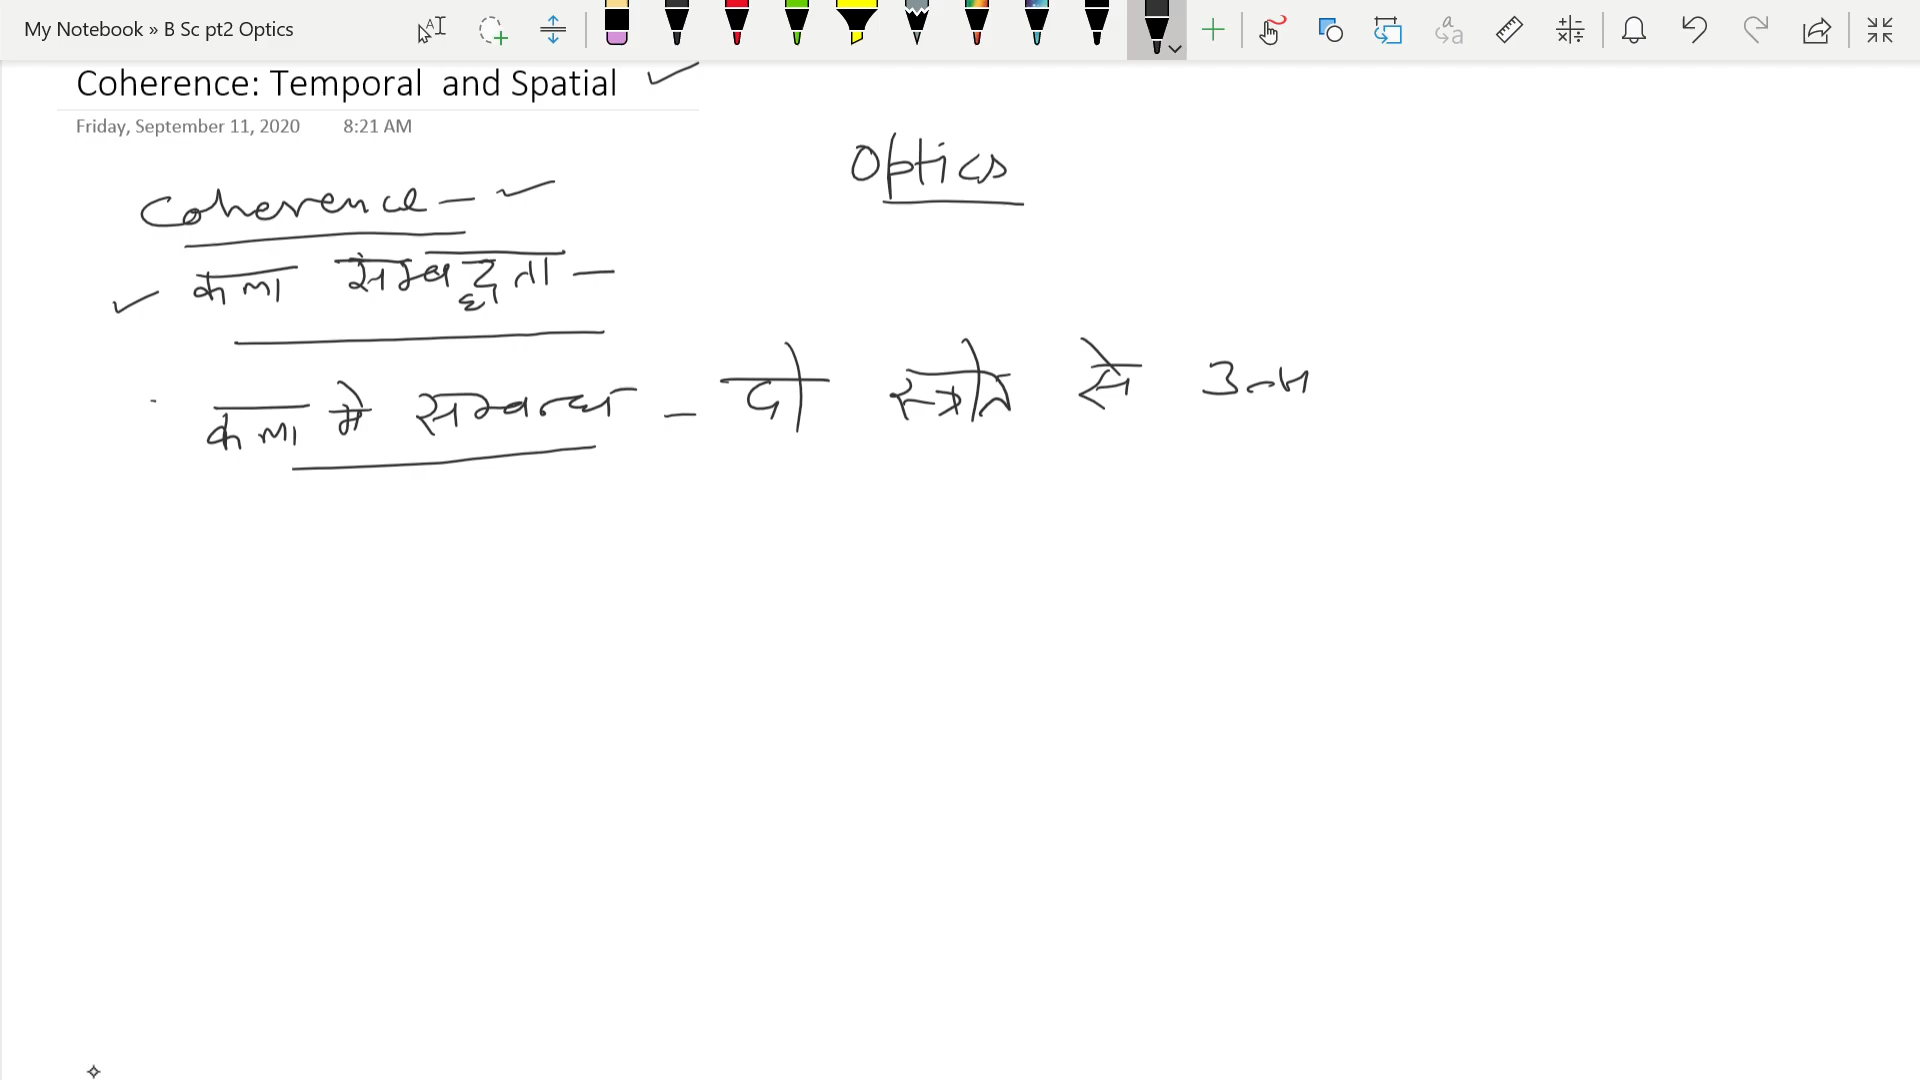 My Notebook » B Sc pt2 Optics
Coherence: Temporal and Spatial
Friday, September 11, 2020 8:21 AM
Optics
Coherence –
कला सम्बद्धता –
कला में सम्बन्ध – दो स्त्रोत से